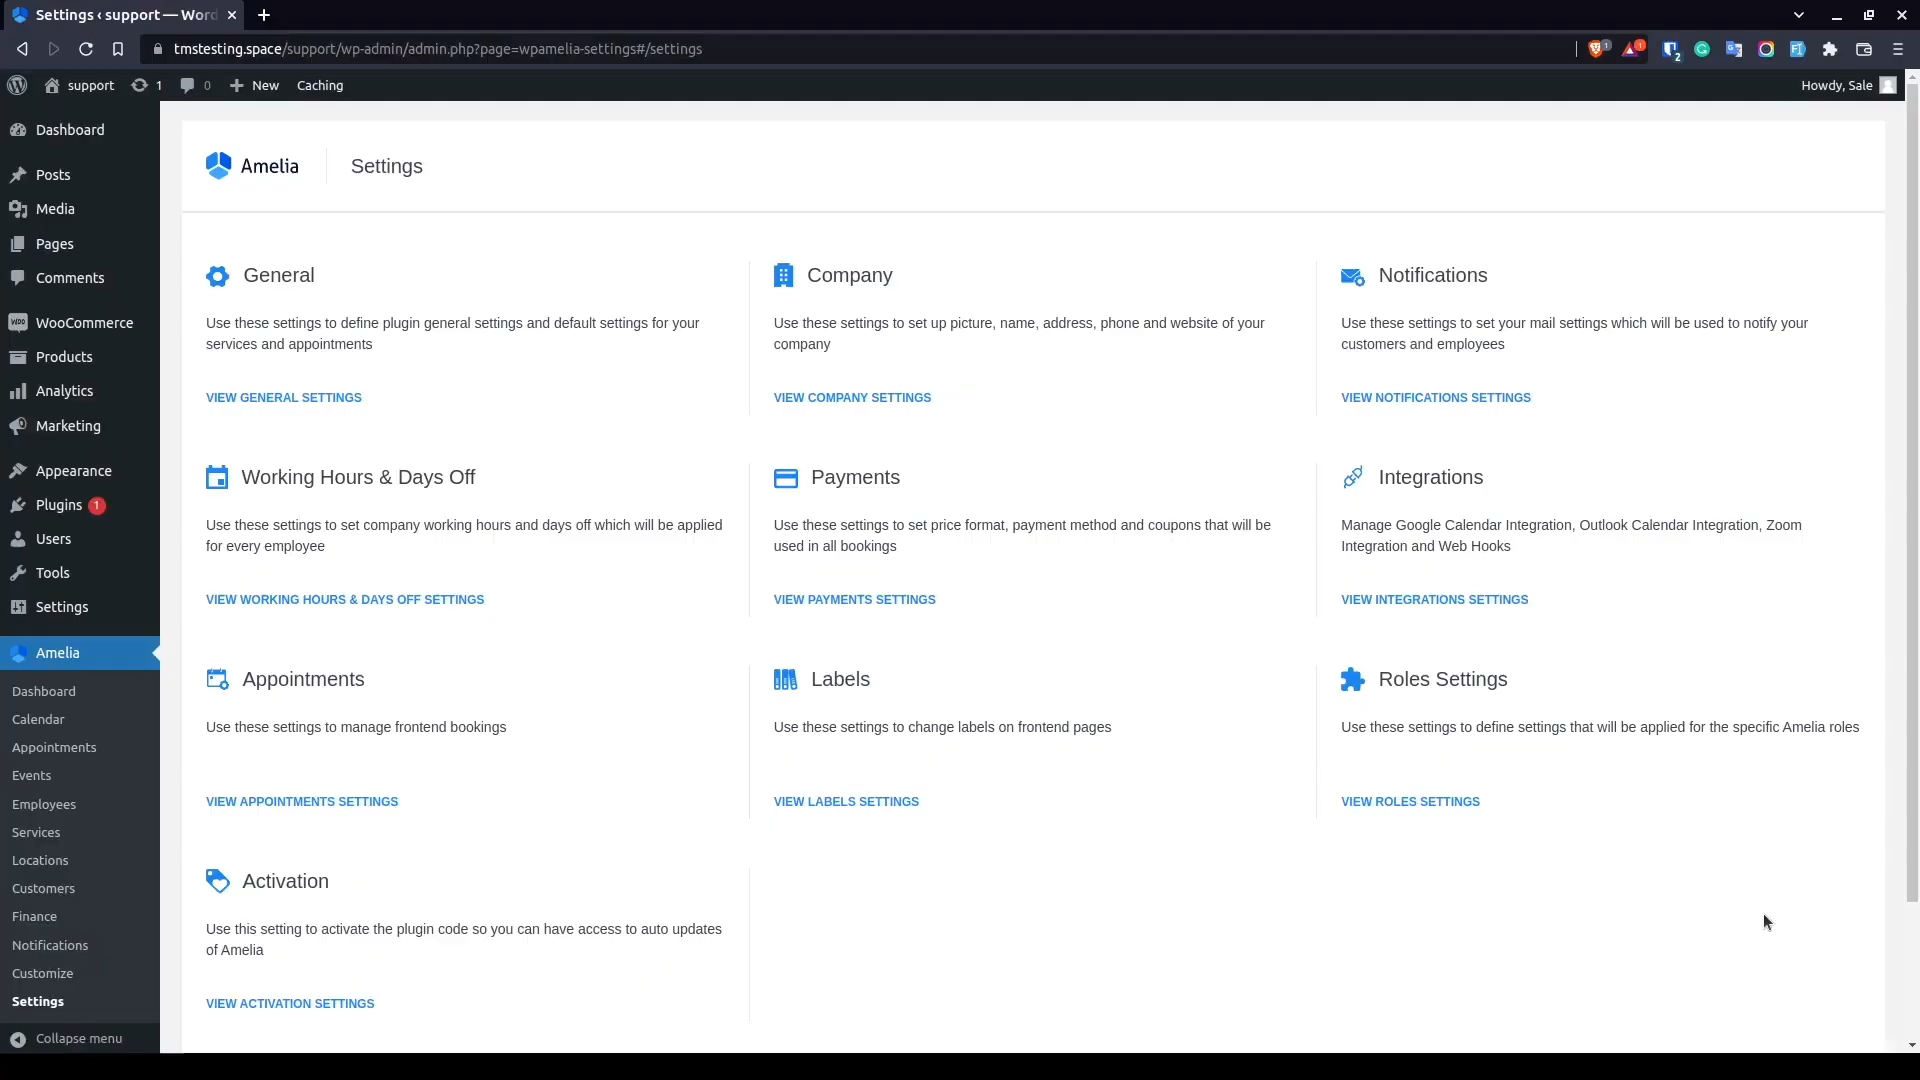 Settings ‹ support — Word
tmstesting.space/support/wp-admin/admin.php?page=wpamelia-settings#/settings
1
1
2
support
1
0
New
Caching
Howdy, Sale
Dashboard
Posts
Media
Pages
Comments
WooCommerce
Products
Analytics
Marketing
Appearance
Plugins 1
Users
Tools
Settings
Amelia
Dashboard
Calendar
Appointments
Events
Employees
Services
Locations
Customers
Finance
Notifications
Customize
Settings
Collapse menu
Amelia
Settings
General
Use these settings to define plugin general settings and default settings for your
services and appointments
VIEW GENERAL SETTINGS
Company
Use these settings to set up picture, name, address, phone and website of your
company
VIEW COMPANY SETTINGS
Notifications
Use these settings to set your mail settings which will be used to notify your
customers and employees
VIEW NOTIFICATIONS SETTINGS
Working Hours & Days Off
Use these settings to set company working hours and days off which will be applied
for every employee
VIEW WORKING HOURS & DAYS OFF SETTINGS
Payments
Use these settings to set price format, payment method and coupons that will be
used in all bookings
VIEW PAYMENTS SETTINGS
Integrations
Manage Google Calendar Integration, Outlook Calendar Integration, Zoom
Integration and Web Hooks
VIEW INTEGRATIONS SETTINGS
Appointments
Use these settings to manage frontend bookings
VIEW APPOINTMENTS SETTINGS
Labels
Use these settings to change labels on frontend pages
VIEW LABELS SETTINGS
Roles Settings
Use these settings to define settings that will be applied for the specific Amelia roles
VIEW ROLES SETTINGS
Activation
Use this setting to activate the plugin code so you can have access to auto updates
of Amelia
VIEW ACTIVATION SETTINGS